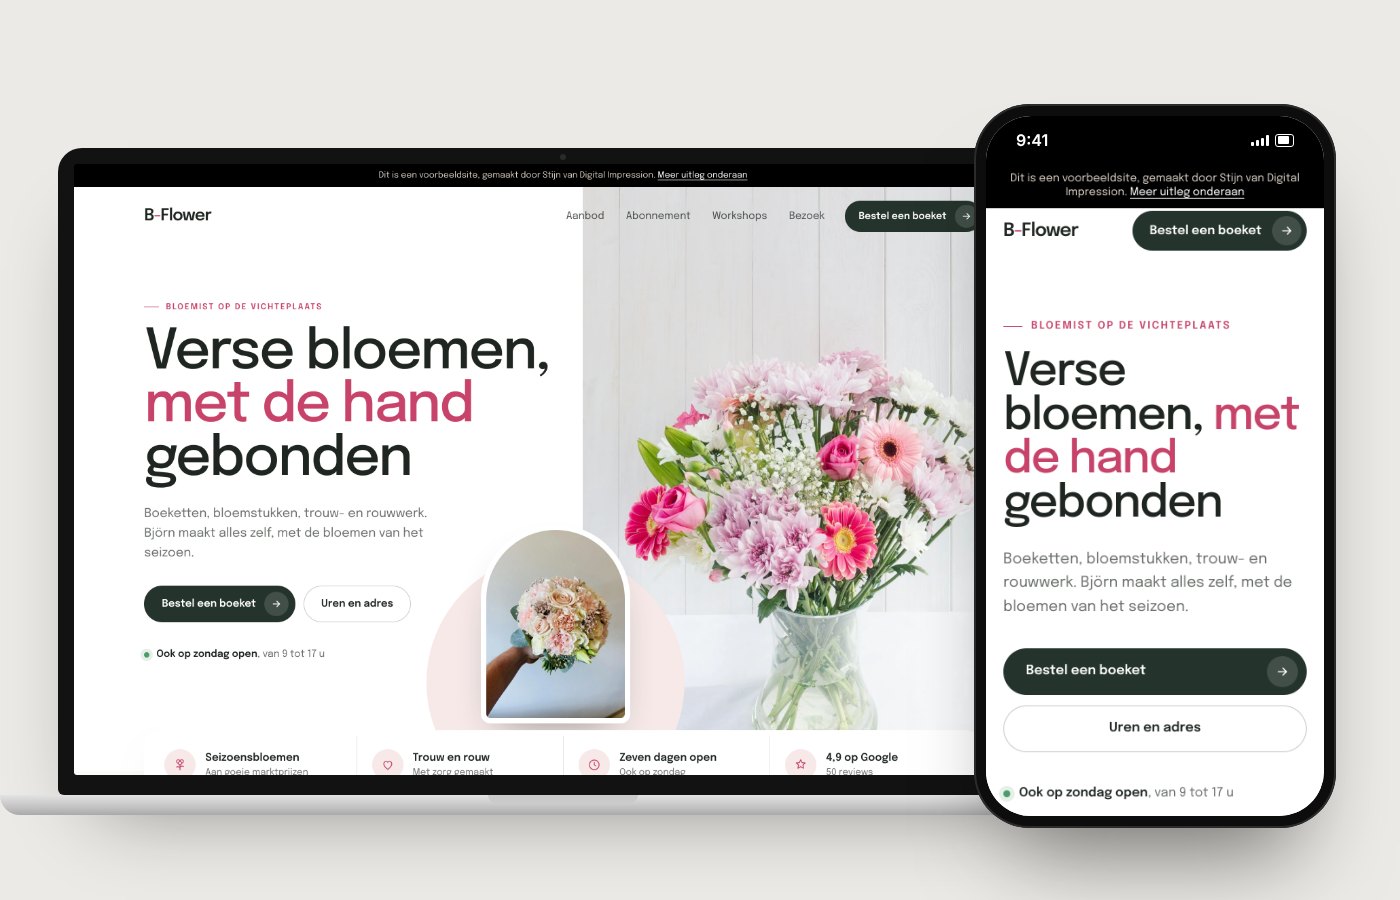 Dit is een voorbeeldsite, gemaakt door Stijn van Digital Impression. Meer uitleg onderaan
B-Flower
Aanbod
Abonnement
Workshops
Bezoek
Bestel een boeket
BLOEMIST OP DE VICHTEPLAATS
Verse bloemen,
met de hand
gebonden
Boeketten, bloemstukken, trouw- en rouwwerk.
Björn maakt alles zelf, met de bloemen van het
seizoen.
Bestel een boeket
Uren en adres
Ook op zondag open, van 9 tot 17 u
Seizoensbloemen
Aan goeie marktprijzen
Trouw en rouw
Met zorg gemaakt
Zeven dagen open
Ook op zondag
4,9 op Google
50 reviews
9:41
Dit is een voorbeeldsite, gemaakt door Stijn van Digital
Impression. Meer uitleg onderaan
B-Flower
Bestel een boeket
BLOEMIST OP DE VICHTEPLAATS
Verse
bloemen, met
de hand
gebonden
Boeketten, bloemstukken, trouw- en
rouwwerk. Björn maakt alles zelf, met de
bloemen van het seizoen.
Bestel een boeket
Uren en adres
Ook op zondag open, van 9 tot 17 u